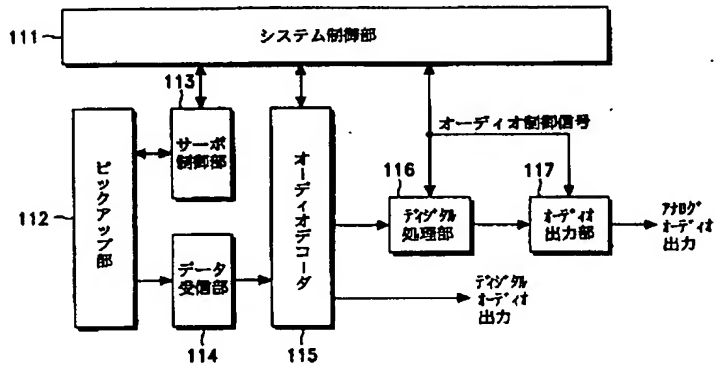 111
システム制御部
113
サーボ
制御部
オーディオ制御信号
112
ピックアップ部
オーディオデコーダ
116
ディジタル
処理部
117
オーディオ
出力部
アナログ
オーディオ
出力
データ
受信部
114
115
ディジタル
オーディオ
出力